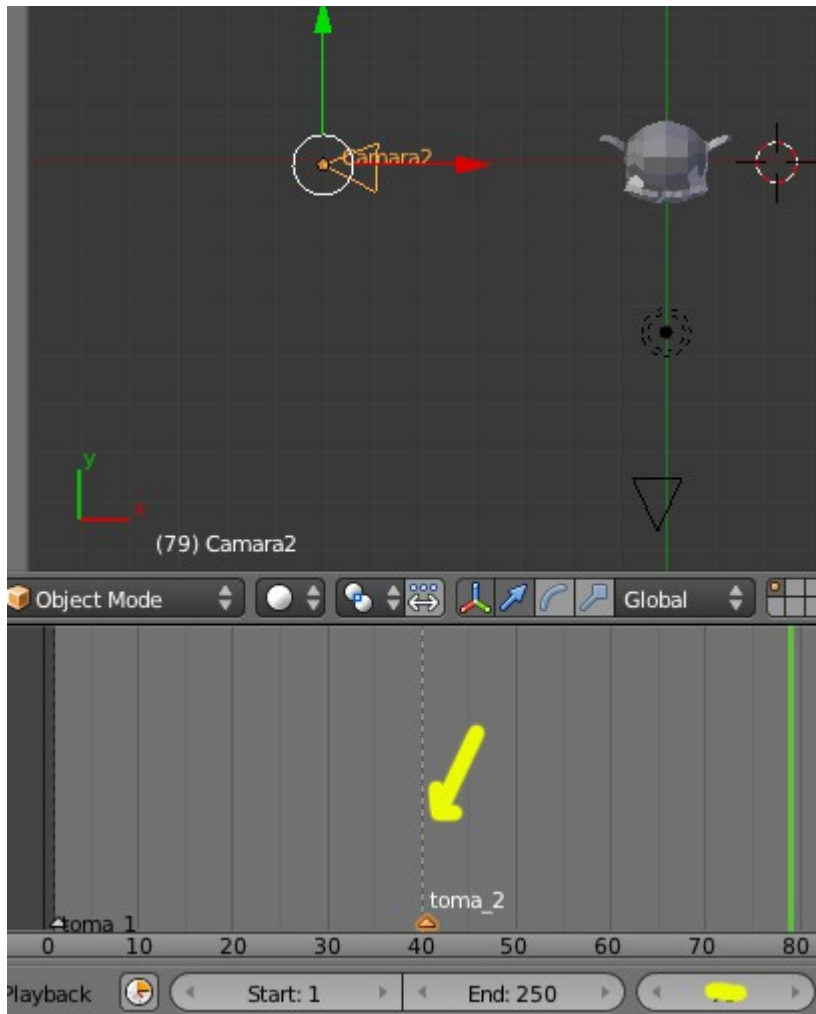 Camara2
y
x
(79) Camara2
Object Mode
Global
toma_2
toma_1
0 10 20 30 40 50 60 70 80
Playback
Start: 1
End: 250